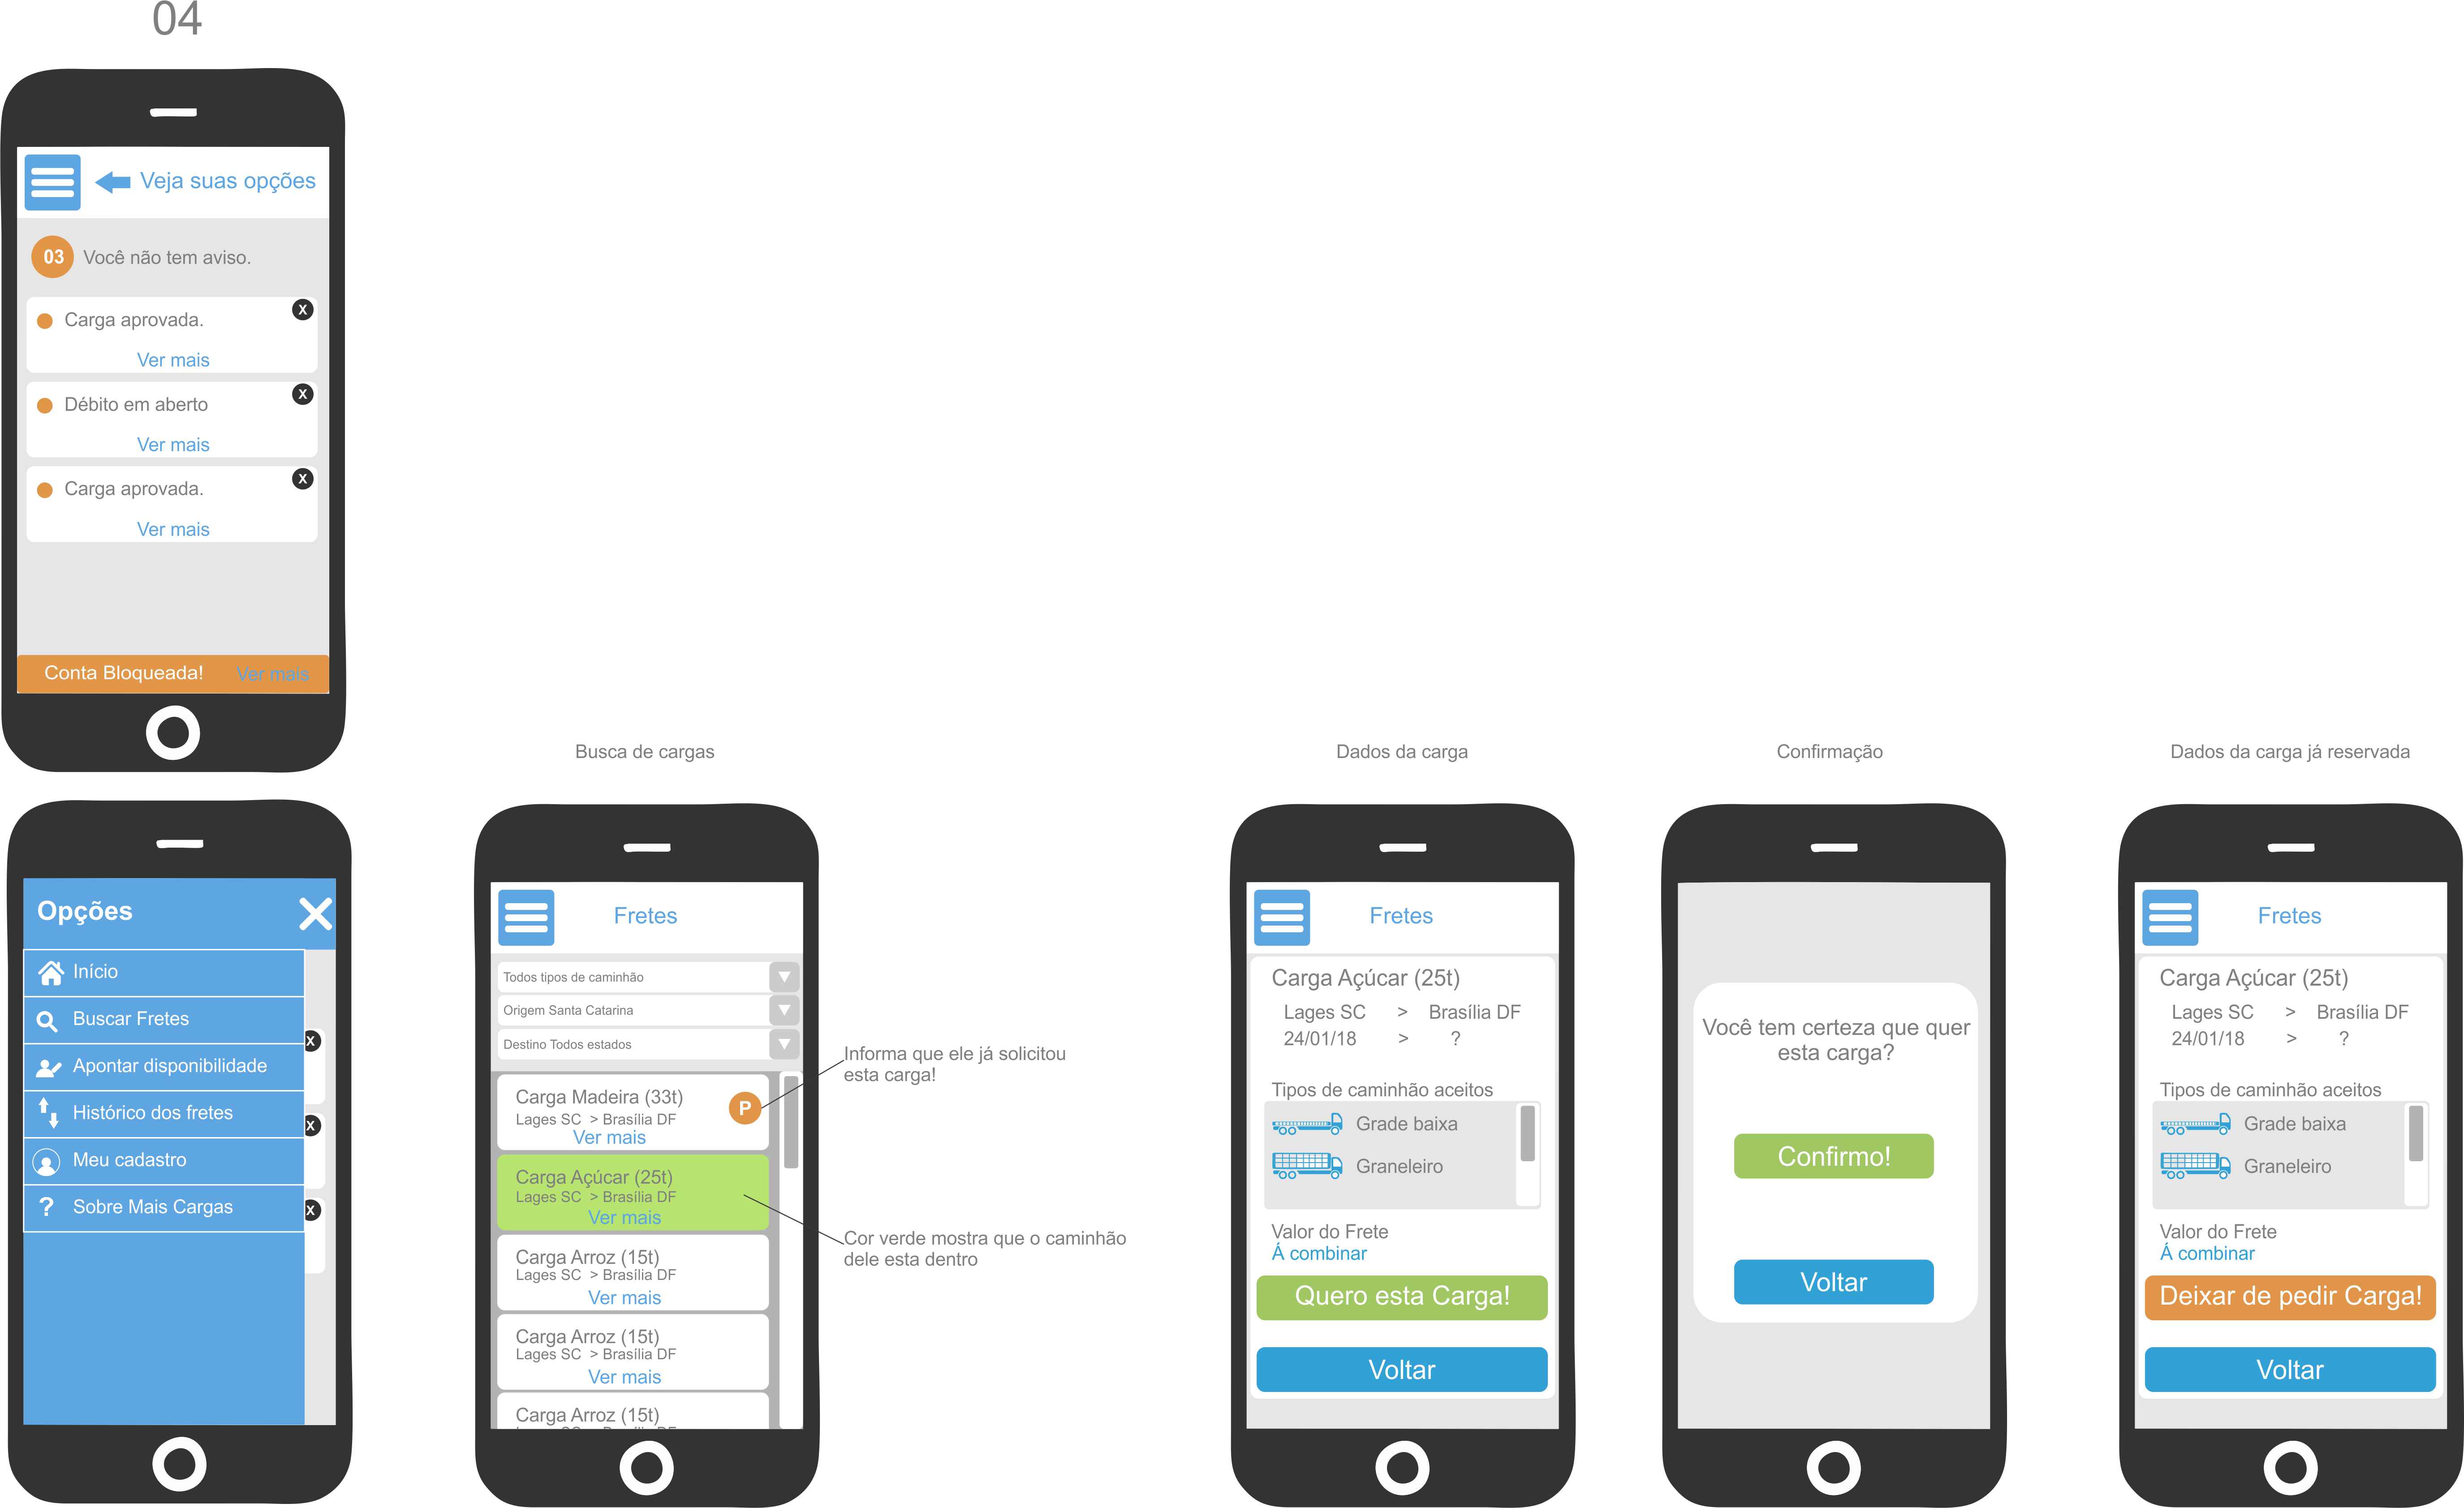 04
Veja suas opções
03 Você não tem aviso.
X
Carga aprovada.
Ver mais
X
Débito em aberto
Ver mais
X
Carga aprovada.
Ver mais
Conta Bloqueada! Ver mais
Opções
Início
Buscar Fretes
Apontar disponibilidade
Histórico dos fretes
Meu cadastro
? Sobre Mais Cargas
X
X
X
Busca de cargas
Fretes
Todos tipos de caminhão
Origem Santa Catarina
Destino Todos estados
Carga Madeira (33t)
Lages SC > Brasília DF
Ver mais
P
Carga Açúcar (25t)
Lages SC > Brasília DF
Ver mais
Carga Arroz (15t)
Lages SC > Brasília DF
Ver mais
Carga Arroz (15t)
Lages SC > Brasília DF
Ver mais
Carga Arroz (15t)
Informa que ele já solicitou
esta carga!
Cor verde mostra que o caminhão
dele esta dentro
Dados da carga
Fretes
Carga Açúcar (25t)
Lages SC > Brasília DF
24/01/18 > ?
Tipos de caminhão aceitos
Grade baixa
Graneleiro
Valor do Frete
Á combinar
Quero esta Carga!
Voltar
Confirmação
Você tem certeza que quer
esta carga?
Confirmo!
Voltar
Dados da carga já reservada
Fretes
Carga Açúcar (25t)
Lages SC > Brasília DF
24/01/18 > ?
Tipos de caminhão aceitos
Grade baixa
Graneleiro
Valor do Frete
Á combinar
Deixar de pedir Carga!
Voltar